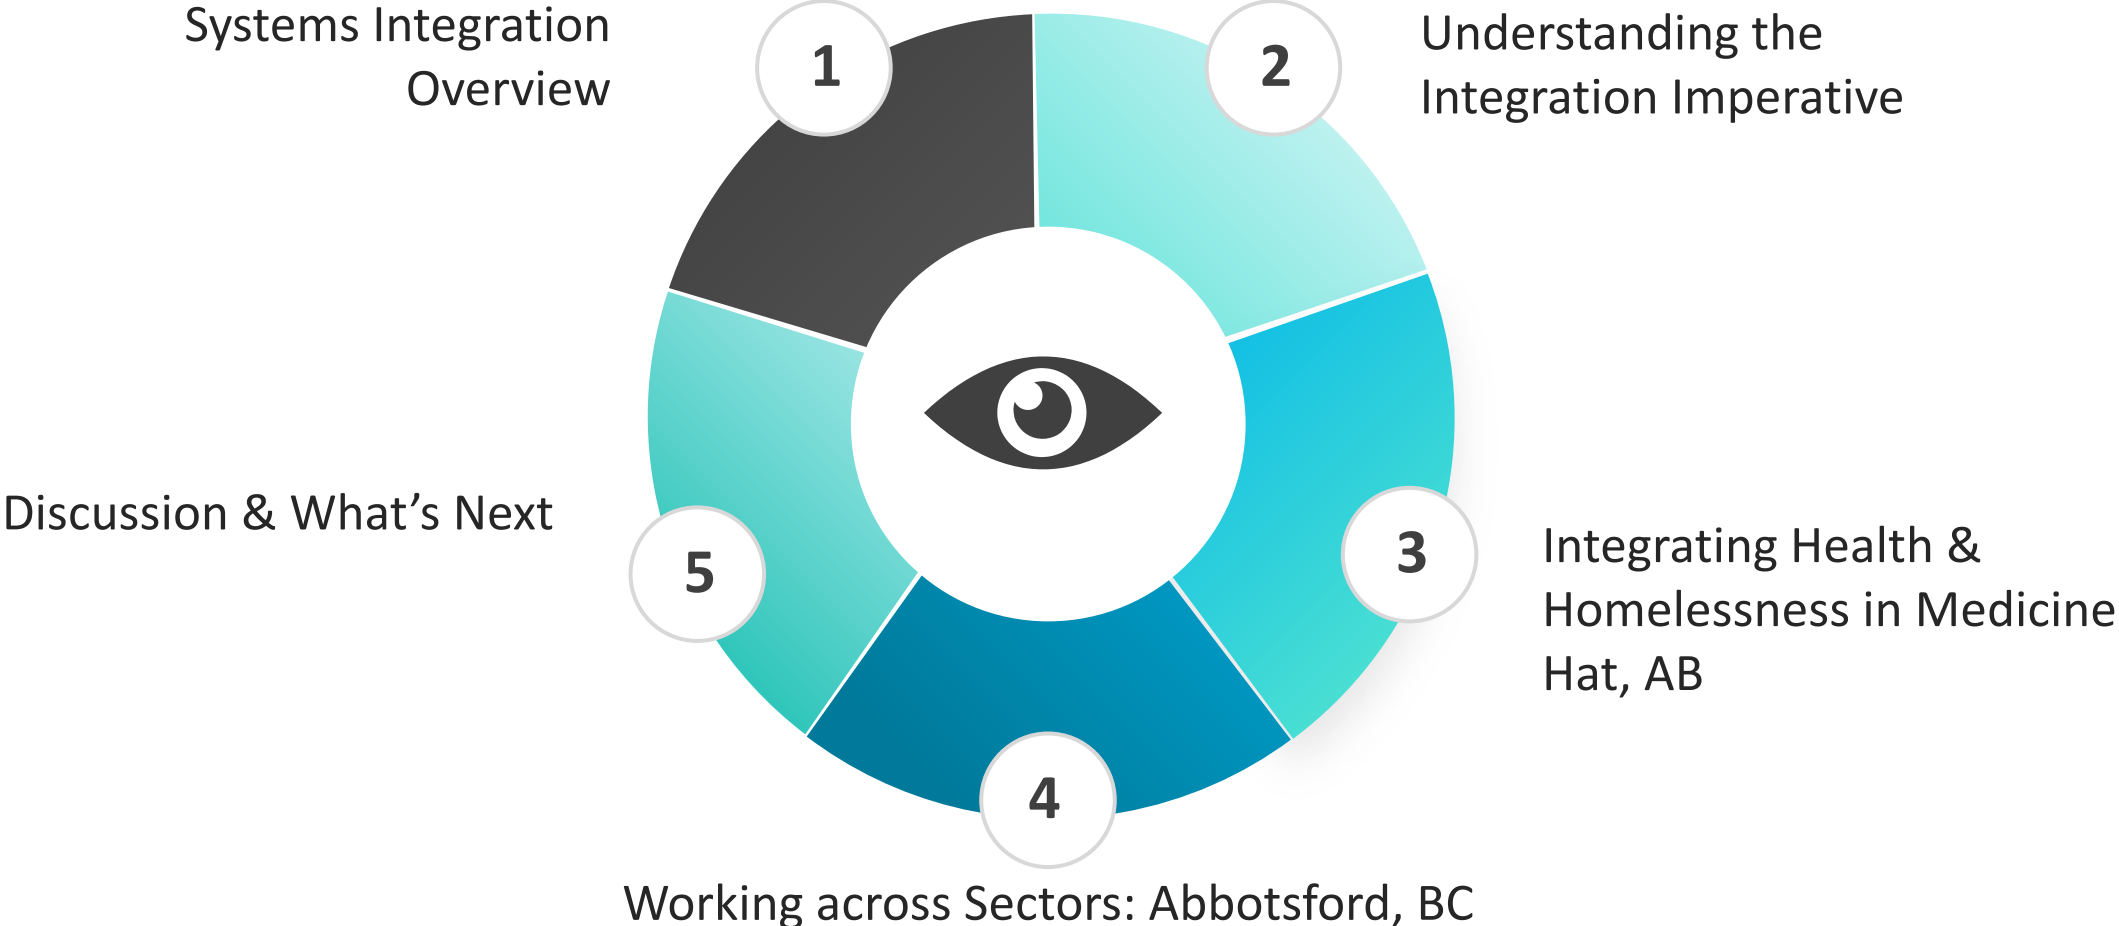 1
Systems Integration
Overview
2
Understanding the
Integration Imperative
3
Integrating Health &
Homelessness in Medicine
Hat, AB
4
Working across Sectors: Abbotsford, BC
5
Discussion & What’s Next